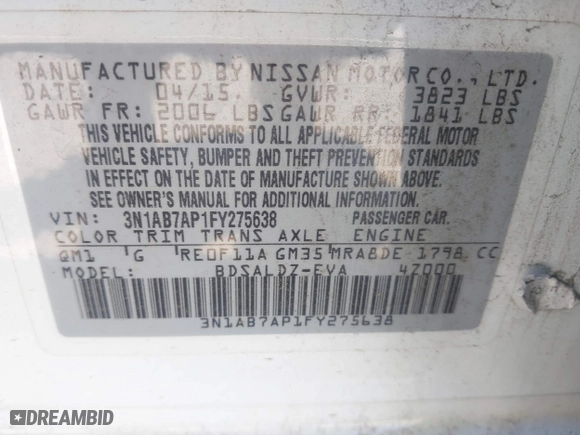 MANUFACTURED BY NISSAN MOTOR CO., LTD.
DATE: 04/15 GVWR: 3823 LBS
GAWR FR: 2006 LBS GAWR RR: 1841 LBS
THIS VEHICLE CONFORMS TO ALL APPLICABLE FEDERAL MOTOR
VEHICLE SAFETY, BUMPER AND THEFT PREVENTION STANDARDS
IN EFFECT ON THE DATE OF MANUFACTURE SHOWN ABOVE.
SEE OWNER'S MANUAL FOR ADDITIONAL INFORMATION.
VIN: 3N1AB7AP1FY275638 PASSENGER CAR.
COLOR TRIM TRANS AXLE ENGINE
QM1 G RE0F11A GM35 MRA8DE 1798 CC
MODEL: BDSALDZ-EVA 4Z000
3N1AB7AP1FY275638
DREAMBID